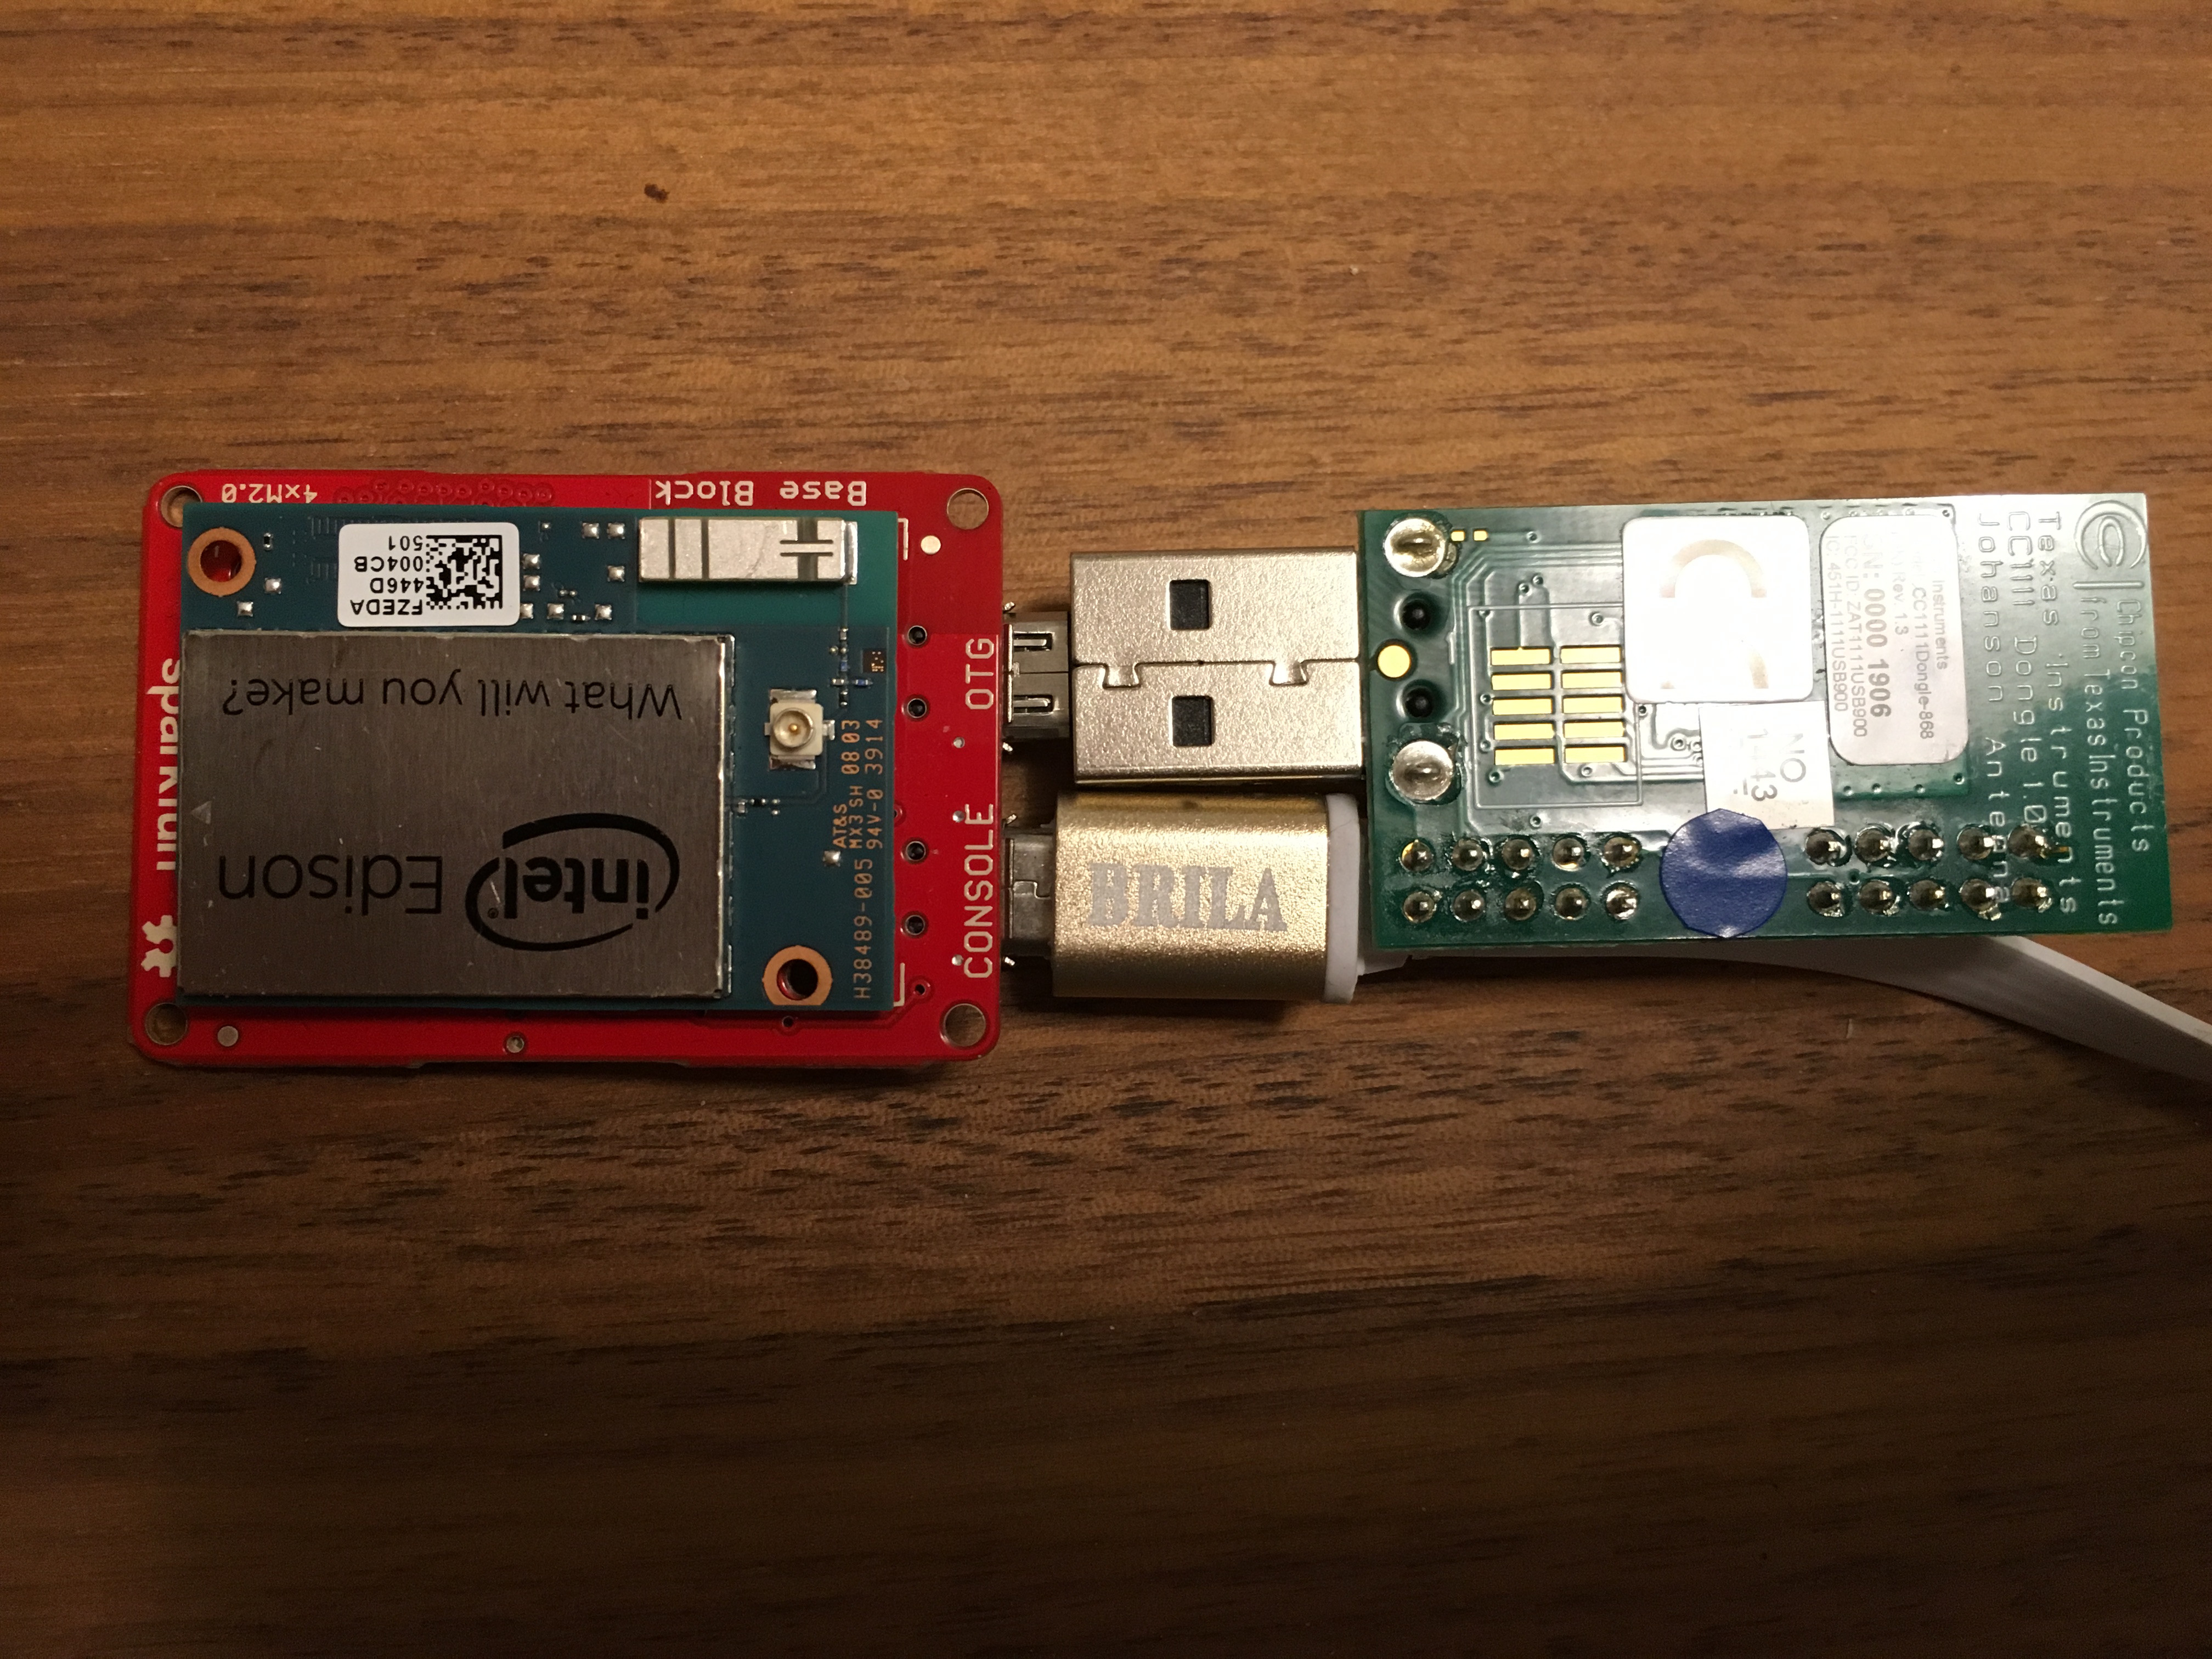 sparkfun
intel® Edison
What will you make?
FZEDA
446D
004CB
501
4xM2.0
Base Block
H38489-005
AT&S
MX3 SH 08 03
94V-0 3914
CONSOLE
OTG
NO
Instruments
CC1111Dongle-868
Rev. 1.3
SN: 0000 1906
FCC ID: ZAT1111USB900
IC: 451H-1111USB900
Johanson Antenna
CC1111 Dongle 1.0
Texas Instruments
Chipcon Products
from Texas Instruments